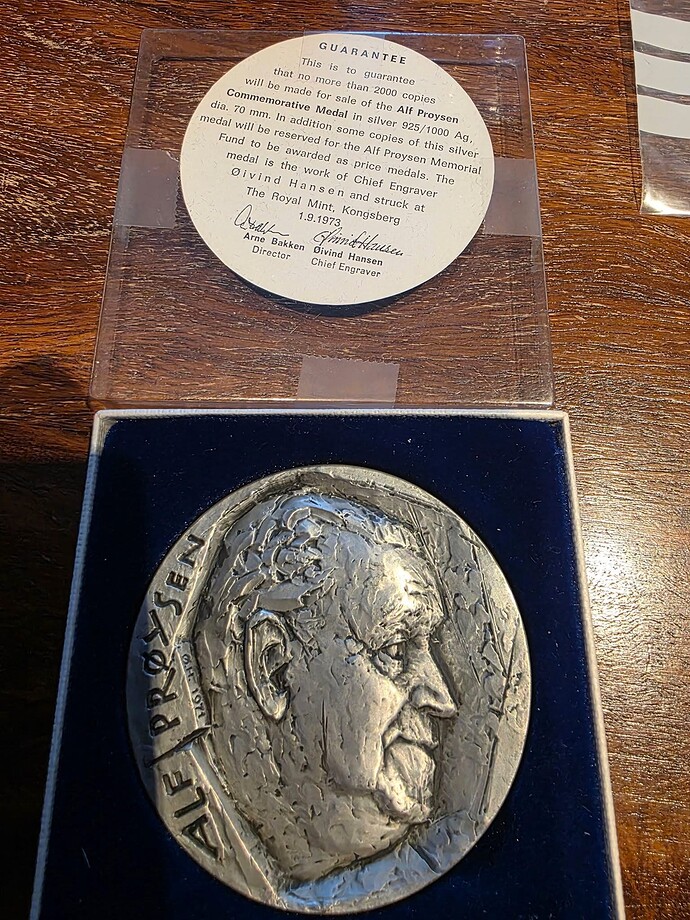 GUARANTEE
This is to guarantee
that no more than 2000 copies
will be made for sale of the Alf Proysen
Commemorative Medal in silver 925/1000 Ag,
dia. 70 mm. In addition some copies of this silver
medal will be reserved for the Alf Proysen Memorial
Fund to be awarded as price medals. The
medal is the work of Chief Engraver
Øivind Hansen and struck at
The Royal Mint, Kongsberg
1.9.1973
Øivind Hansen
Arne Bakken Øivind Hansen
Director Chief Engraver
ALF PRØYSEN